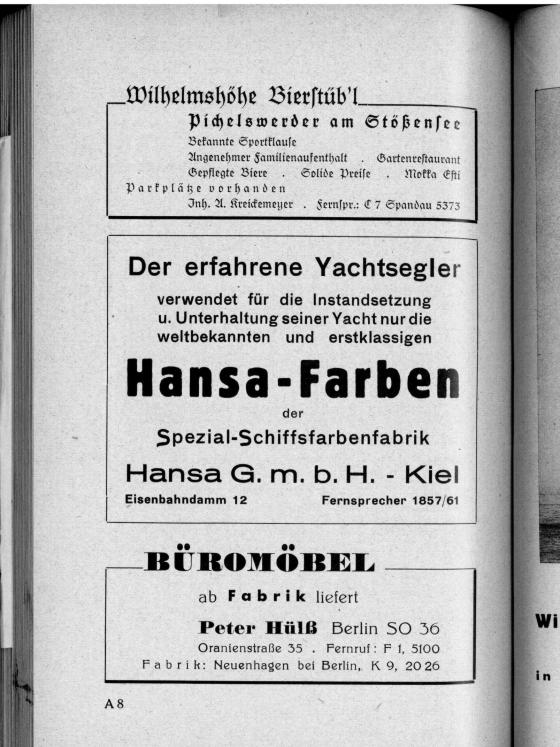 Wilhelmshöhe Bierstüb'l
Pichelswerder am Stößensee
Bekannte Sportklause
Angenehmer Familienaufenthalt . Gartenrestaurant
Gepflegte Biere . Solide Preise . Mokka Efti
Parkplätze vorhanden
Inh. A. Kreickemeyer . Fernspr.: C 7 Spandau 5373
Der erfahrene Yachtsegler
verwendet für die Instandsetzung
u. Unterhaltung seiner Yacht nur die
weltbekannten und erstklassigen
Hansa-Farben
der
Spezial-Schiffsfarbenfabrik
Hansa G. m. b. H. - Kiel
Eisenbahndamm 12 Fernsprecher 1857/61
BÜROMÖBEL
ab Fabrik liefert
Peter Hülß Berlin SO 36
Oranienstraße 35 . Fernruf: F 1, 5100
Fabrik: Neuenhagen bei Berlin, K 9, 20 26
A 8
Wi
in